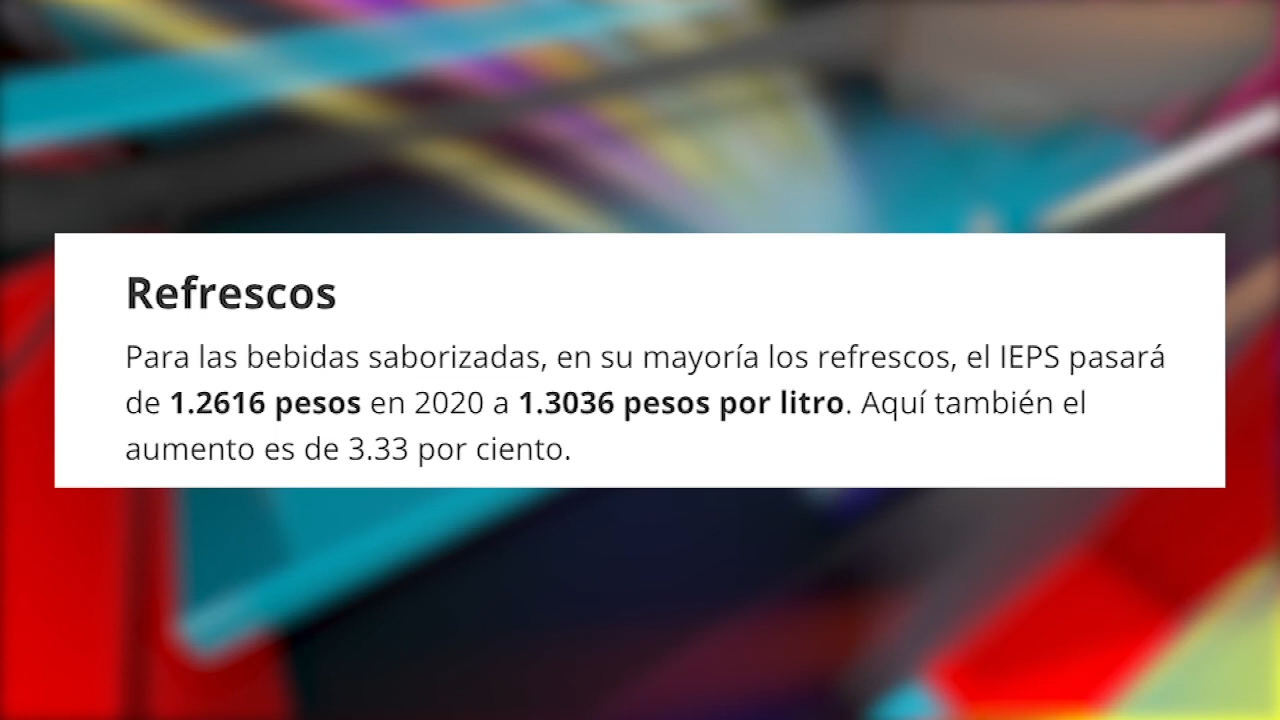 Refrescos
Para las bebidas saborizadas, en su mayoría los refrescos, el IEPS pasará
de 1.2616 pesos en 2020 a 1.3036 pesos por litro. Aquí también el
aumento es de 3.33 por ciento.